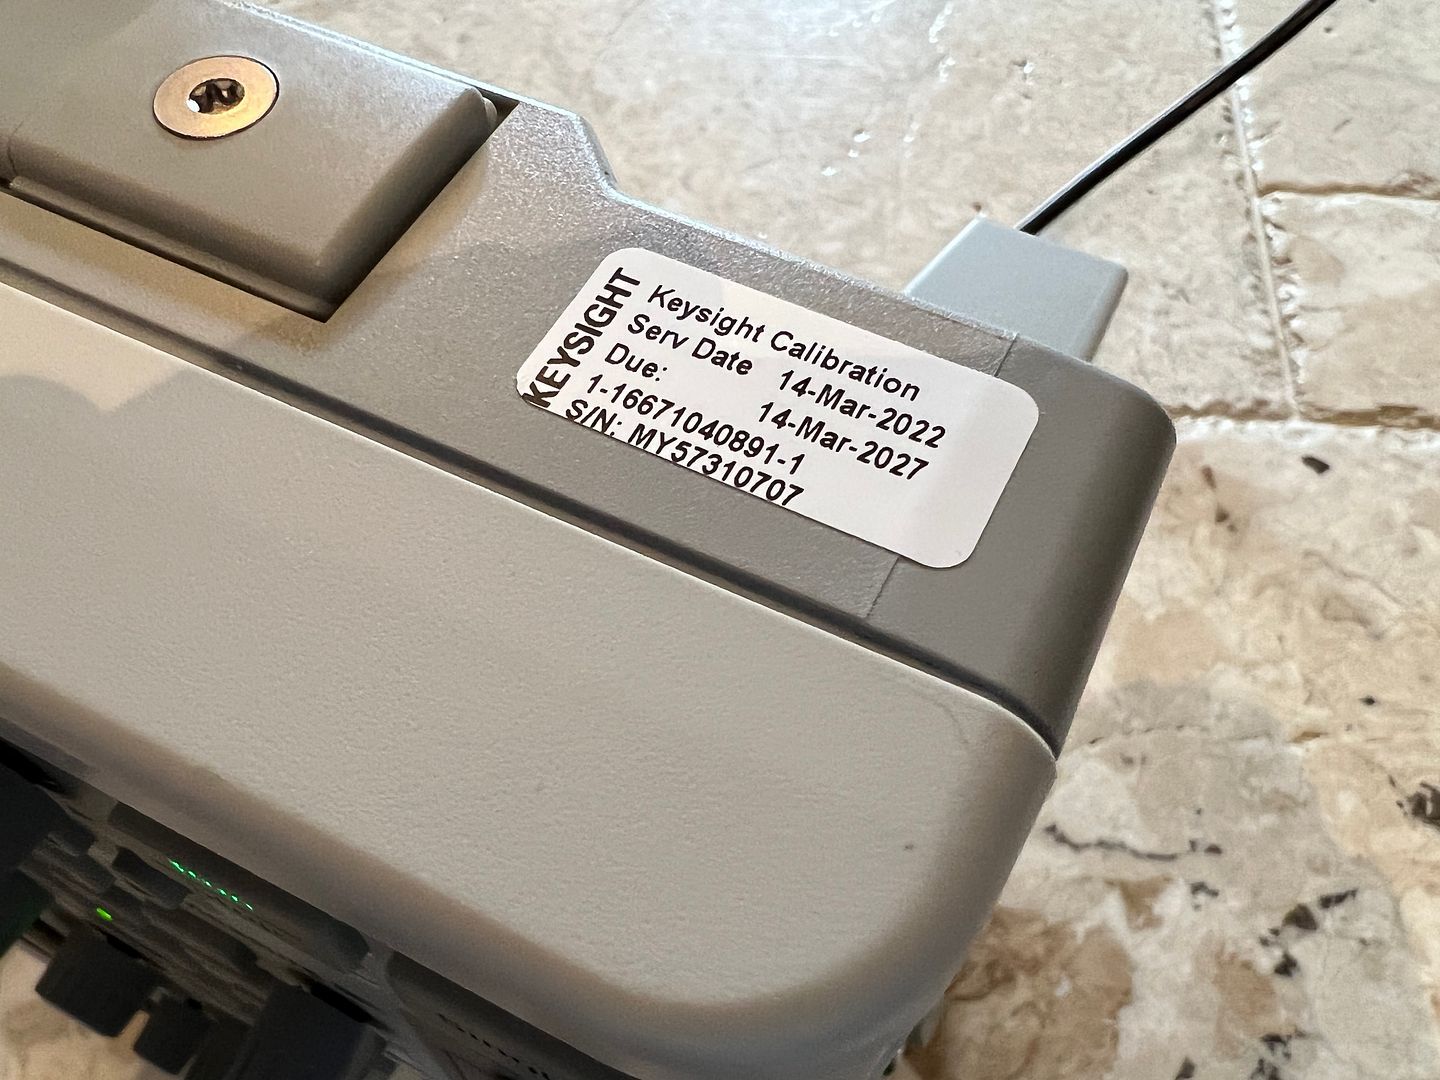 KEYSIGHT
Keysight Calibration
Serv Date 14-Mar-2022
Due: 14-Mar-2027
1-16671040891-1
S/N: MY57310707